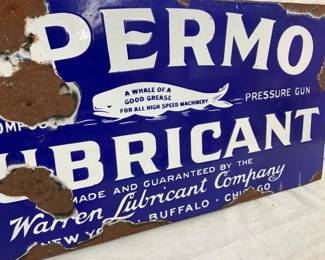 PERMO
A WHALE OF A
GOOD GREASE
FOR ALL HIGH SPEED MACHINERY
PRESSURE GUN
UBRICANT
MADE AND GUARANTEED BY THE
Warren Lubricant Company
NEW YO · BUFFALO · CHICAGO